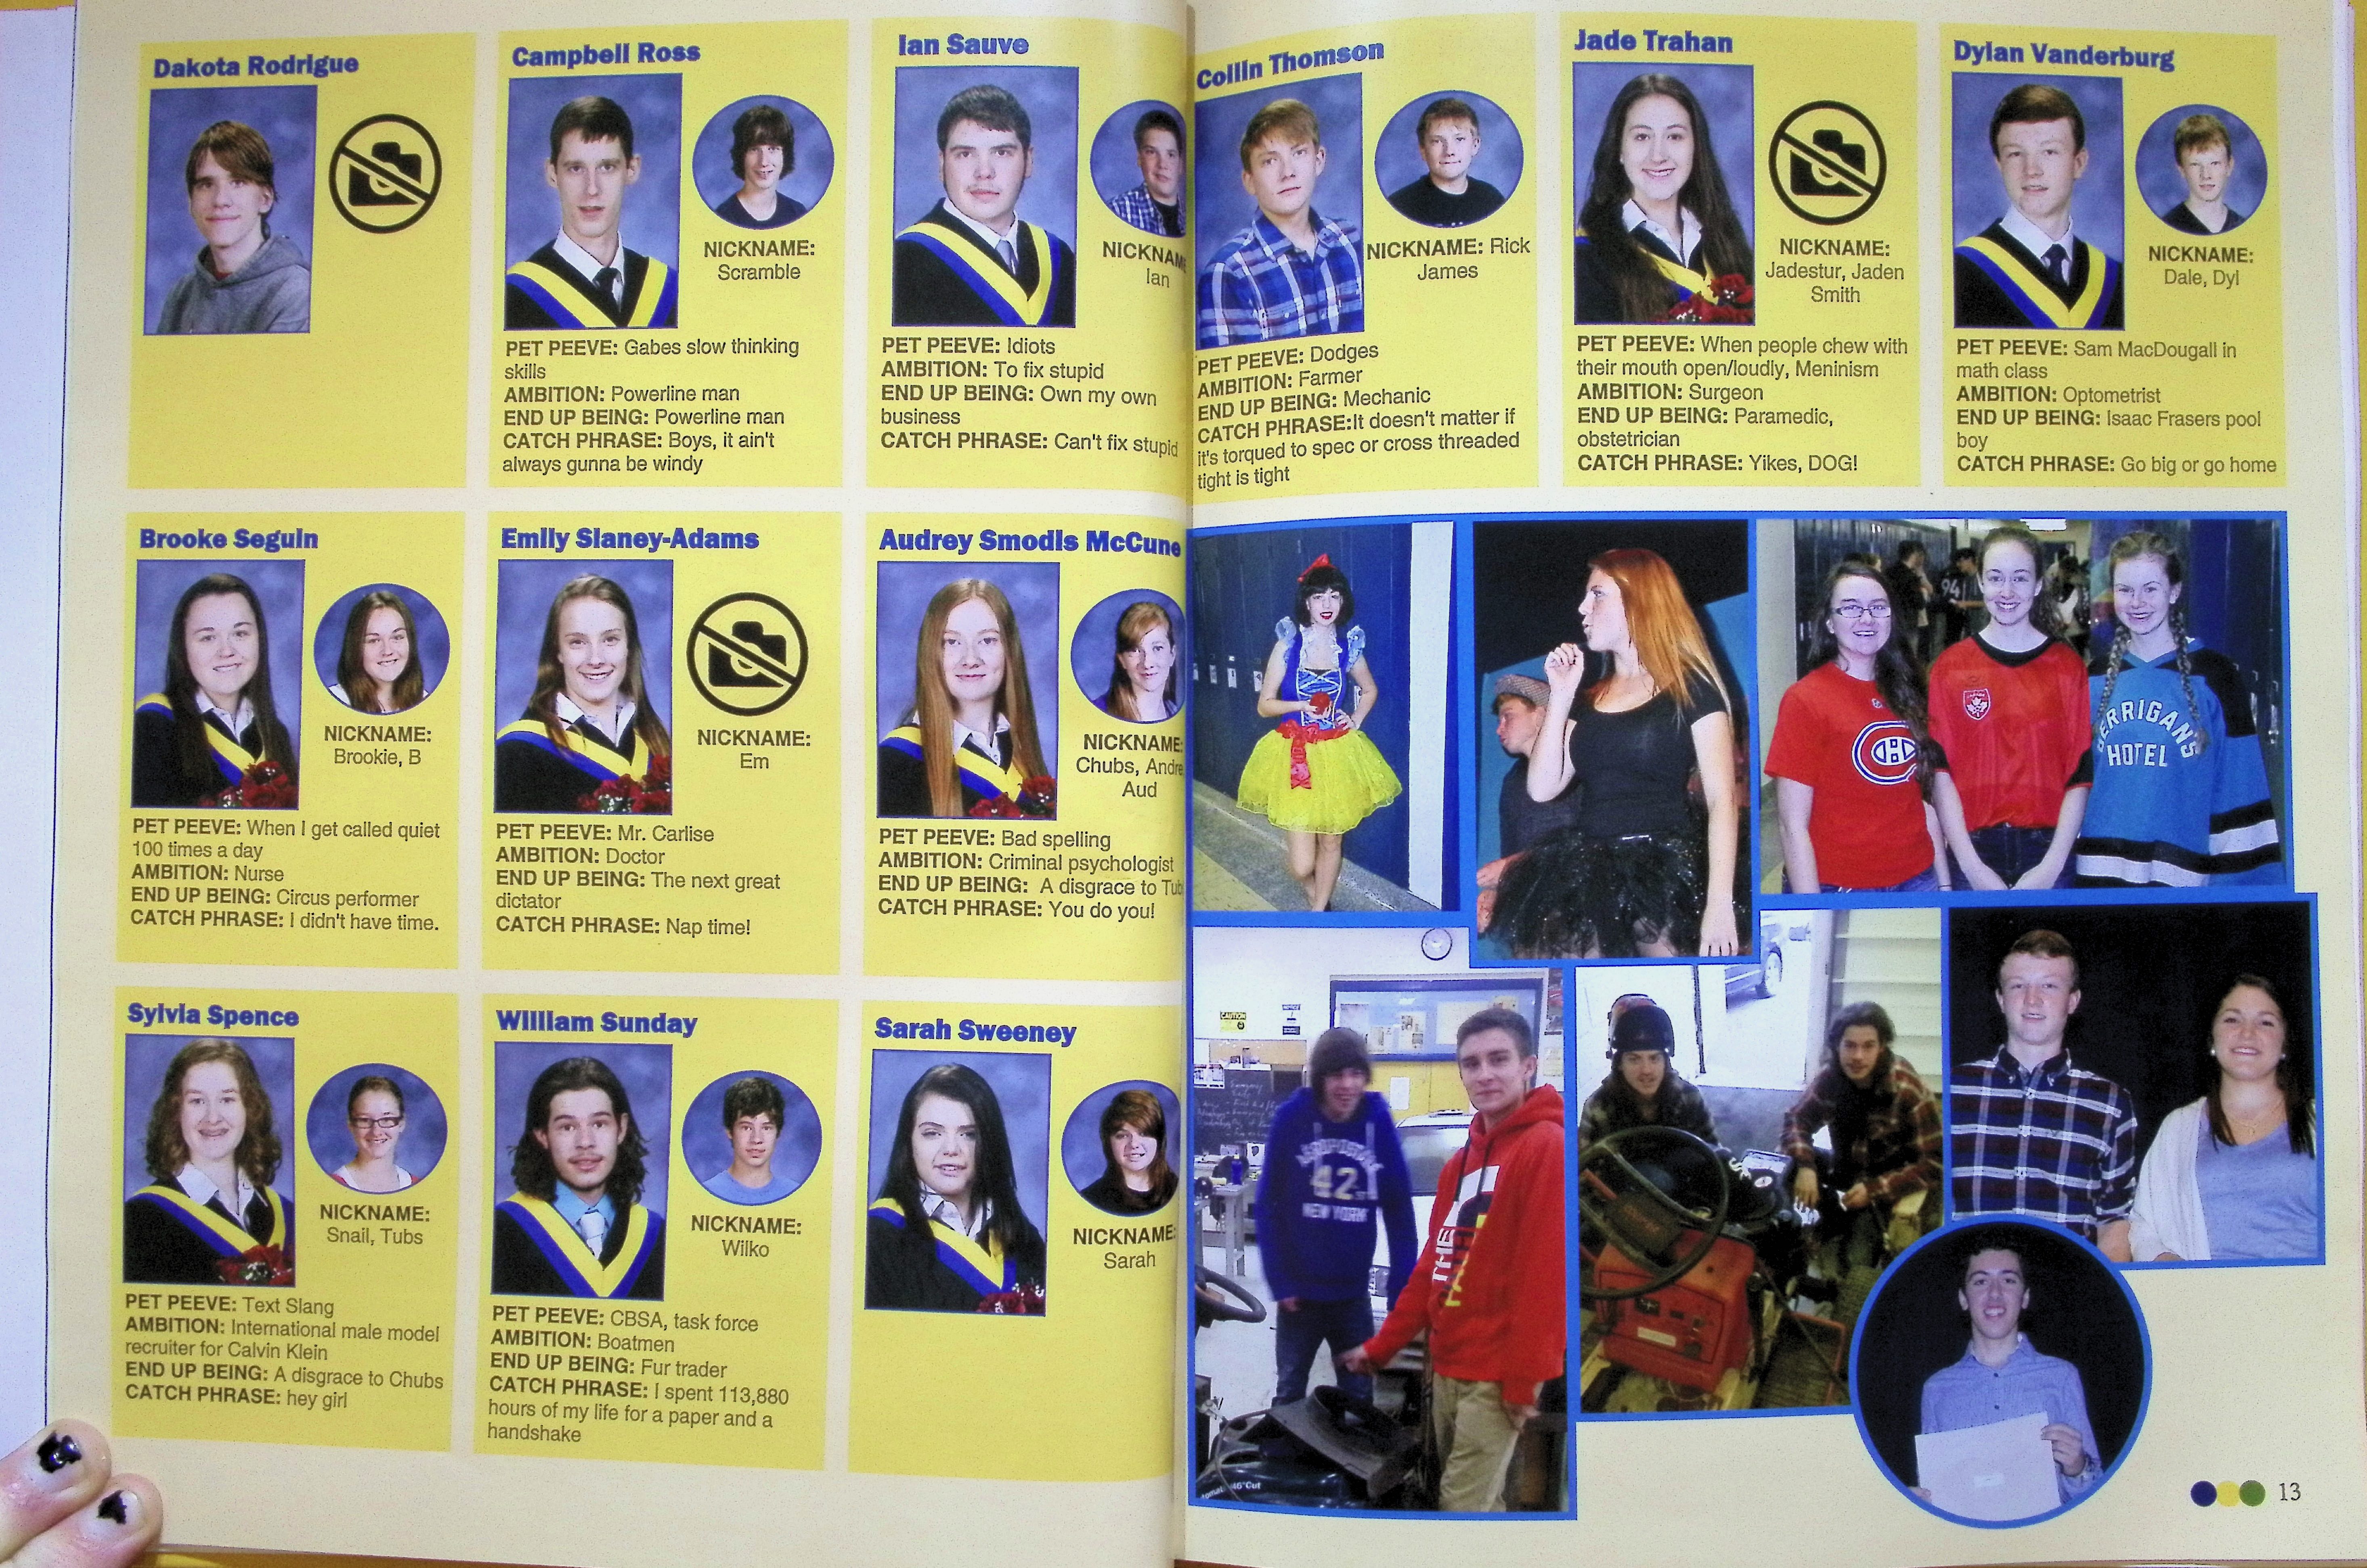 Dakota Rodrigue
Campbell Ross
NICKNAME:
Scramble
PET PEEVE: Gabes slow thinking
skills
AMBITION: Powerline man
END UP BEING: Powerline man
CATCH PHRASE: Boys, it ain't
always gunna be windy
Ian Sauve
NICKNAME
Ian
PET PEEVE: Idiots
AMBITION: To fix stupid
END UP BEING: Own my own
business
CATCH PHRASE: Can't fix stupid
Collin Thomson
NICKNAME: Rick
James
PET PEEVE: Dodges
AMBITION: Farmer
END UP BEING: Mechanic
CATCH PHRASE:It doesn't matter if
it's torqued to spec or cross threaded
tight is tight
Jade Trahan
NICKNAME:
Jadestur, Jaden
Smith
PET PEEVE: When people chew with
their mouth open/loudly, Meninism
AMBITION: Surgeon
END UP BEING: Paramedic,
obstetrician
CATCH PHRASE: Yikes, DOG!
Dylan Vanderburg
NICKNAME:
Dale, Dyl
PET PEEVE: Sam MacDougall in
math class
AMBITION: Optometrist
END UP BEING: Isaac Frasers pool
boy
CATCH PHRASE: Go big or go home
Brooke Seguin
NICKNAME:
Brookie, B
PET PEEVE: When I get called quiet
100 times a day
AMBITION: Nurse
END UP BEING: Circus performer
CATCH PHRASE: I didn't have time.
Emily Slaney-Adams
NICKNAME:
Em
PET PEEVE: Mr. Carlise
AMBITION: Doctor
END UP BEING: The next great
dictator
CATCH PHRASE: Nap time!
Audrey Smodis McCune
NICKNAME:
Chubs, Andre
Aud
PET PEEVE: Bad spelling
AMBITION: Criminal psychologist
END UP BEING: A disgrace to Tub
CATCH PHRASE: You do you!
94
BERRIGANS
HOTEL
Sylvia Spence
NICKNAME:
Snail, Tubs
PET PEEVE: Text Slang
AMBITION: International male model
recruiter for Calvin Klein
END UP BEING: A disgrace to Chubs
CATCH PHRASE: hey girl
William Sunday
NICKNAME:
Wilko
PET PEEVE: CBSA, task force
AMBITION: Boatmen
END UP BEING: Fur trader
CATCH PHRASE: I spent 113,880
hours of my life for a paper and a
handshake
Sarah Sweeney
NICKNAME:
Sarah
CAUTION
42
NEW YORK
THE
46"Cut
13